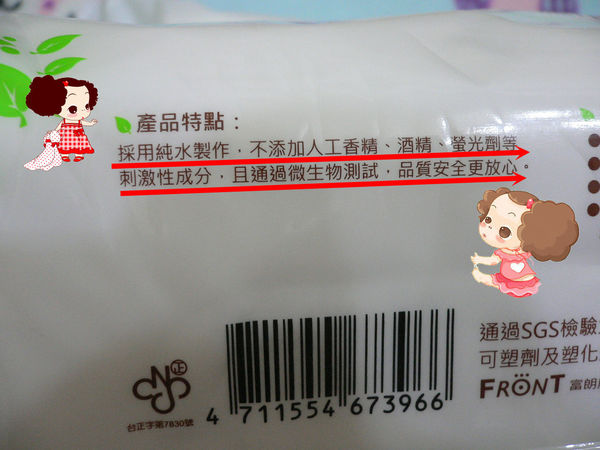 產品特點：
採用純水製作，不添加人工香精、酒精、螢光劑等
刺激性成分，且通過微生物測試，品質安全更放心。
通過SGS檢驗
可塑劑及塑化
FRONT 富朗
正
台正字第7830號
4 711554 673966